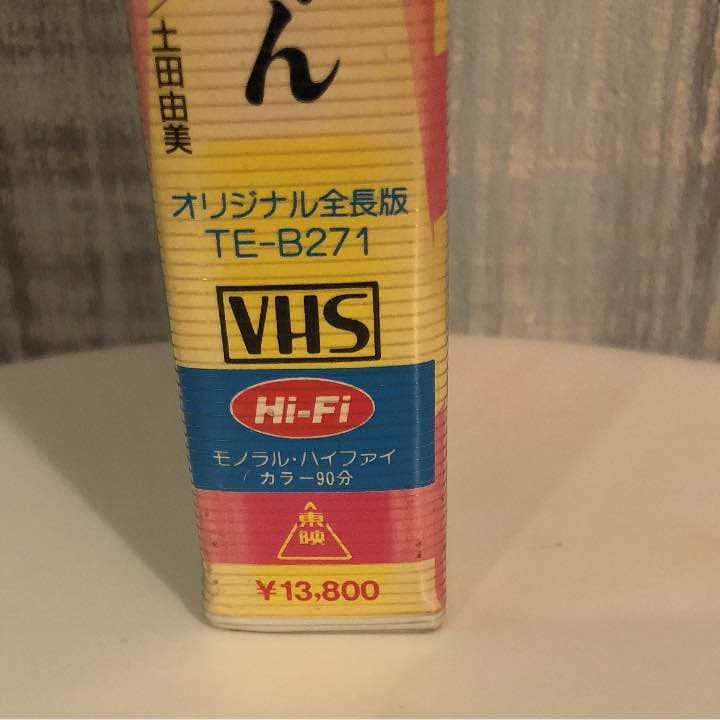 ん
土田由美
オリジナル全長版
TE-B271
VHS
Hi-Fi
モノラル・ハイファイ
カラー90分
東映
¥13,800